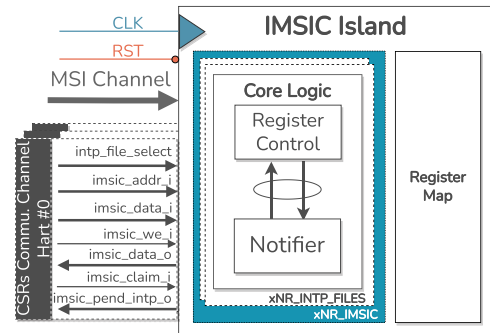 CLK
IMSIC Island
RST
MSI Channel
Core Logic
Register
Control
Notifier
xNR_INTP_FILES
xNR_IMSIC
Register
Map
CSRs Commu. Channel
Hart #0
intp_file_select
imsic_addr_i
imsic_data_i
imsic_we_i
imsic_data_o
imsic_claim_i
imsic_pend_intp_o